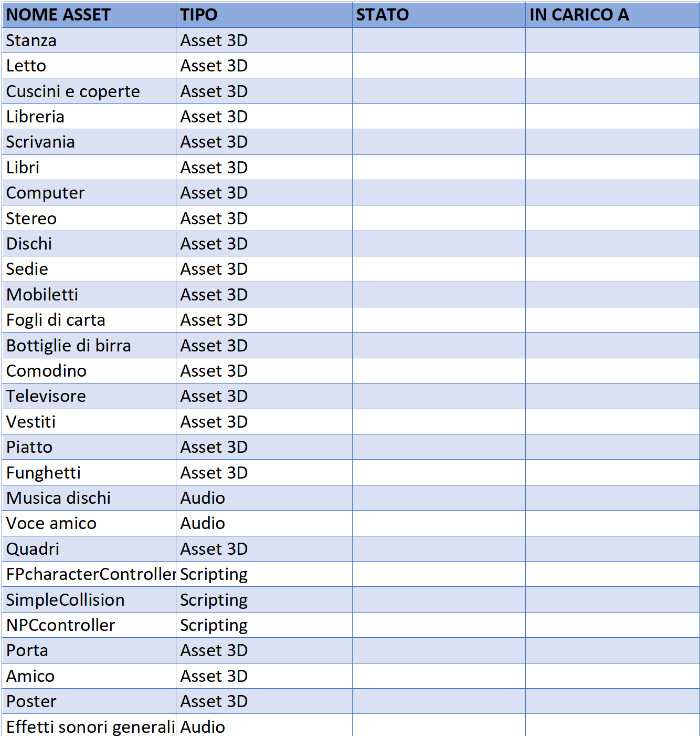 NOME ASSET TIPO STATO IN CARICO A
Stanza Asset 3D
Letto Asset 3D
Cuscini e coperte Asset 3D
Libreria Asset 3D
Scrivania Asset 3D
Libri Asset 3D
Computer Asset 3D
Stereo Asset 3D
Dischi Asset 3D
Sedie Asset 3D
Mobiletti Asset 3D
Fogli di carta Asset 3D
Bottiglie di birra Asset 3D
Comodino Asset 3D
Televisore Asset 3D
Vestiti Asset 3D
Piatto Asset 3D
Funghetti Asset 3D
Musica dischi Audio
Voce amico Audio
Quadri Asset 3D
FPcharacterController Scripting
SimpleCollision Scripting
NPCcontroller Scripting
Porta Asset 3D
Amico Asset 3D
Poster Asset 3D
Effetti sonori generali Audio